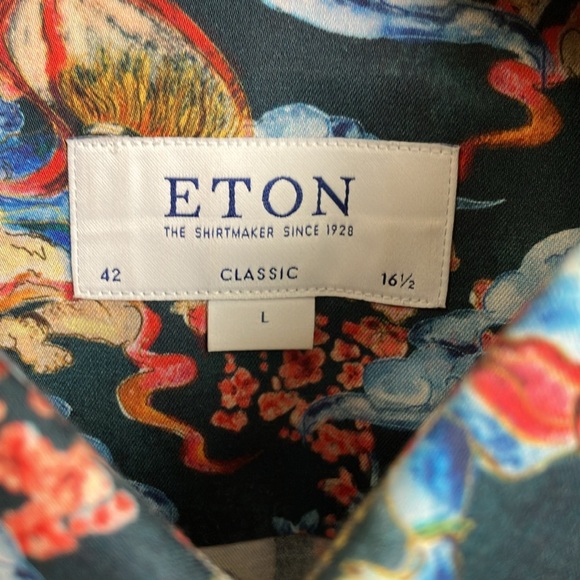 ETON
THE SHIRTMAKER SINCE 1928
42 CLASSIC 16½
L